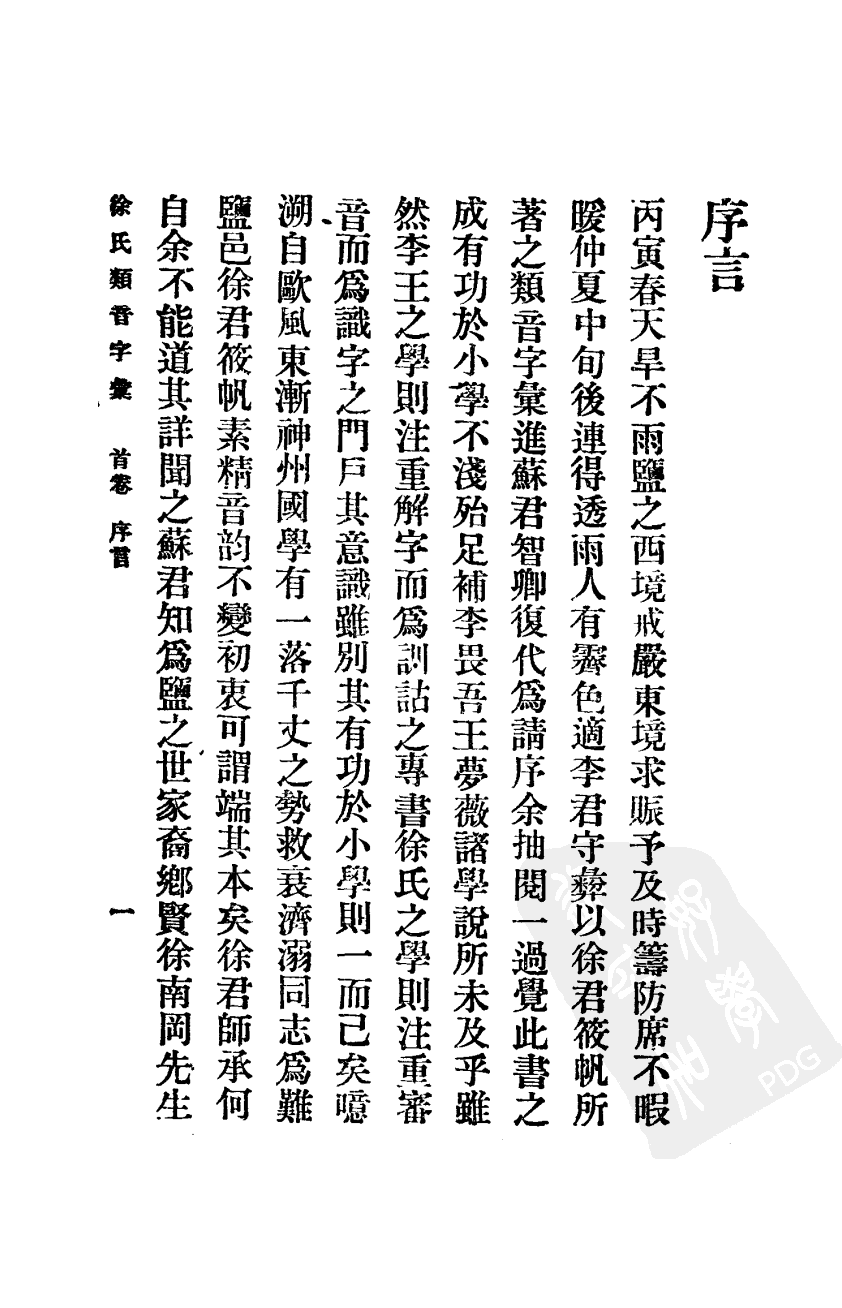 序言
丙寅春天旱不雨鹽之西境戒嚴東境求賑予及時籌防席不暇
暖仲夏中旬後連得透雨人有霽色適李君守彝以徐君筱帆所
著之類音字彙進蘇君智卿復代爲請序余抽閱一過覺此書之
成有功於小學不淺殆足補李畏吾王夢薇諸學說所未及乎雖
然李王之學則注重解字而爲訓詁之專書徐氏之學則注重審
音而爲識字之門戶其意識雖別其有功於小學則一而已矣噫
溯自歐風東漸神州國學有一落千丈之勢救衰濟溺同志爲難
鹽邑徐君筱帆素精音韵不變初衷可謂端其本矣徐君師承何
自余不能道其詳聞之蘇君知爲鹽之世家裔鄉賢徐南岡先生
徐氏類音字彙 首卷 序言 一
PDG